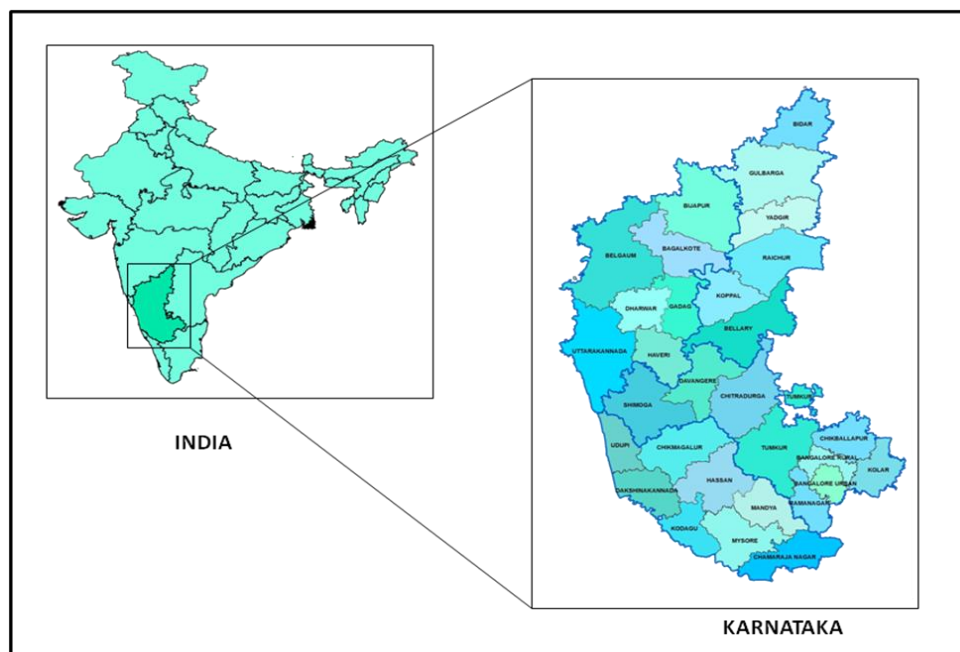 BIDAR
GULBARGA
BIJAPUR
YADGIR
BAGALKOTE
RAICHUR
BELGAUM
KOPPAL
DHARWAR
GADAG
BELLARY
UTTARAKANNADA
HAVERI
DAVANGERE
CHITRADURGA
TUMKUR
SHIMOGA
UDUPI
CHIKMAGALUR
TUMKUR
CHIKBALLAPUR
BANGALORE RURAL
KOLAR
HASSAN
BANGALORE URBAN
DAKSHINAKANNADA
RAMANAGAR
MANDYA
KODAGU
MYSORE
CHAMARAJA NAGAR
INDIA
KARNATAKA